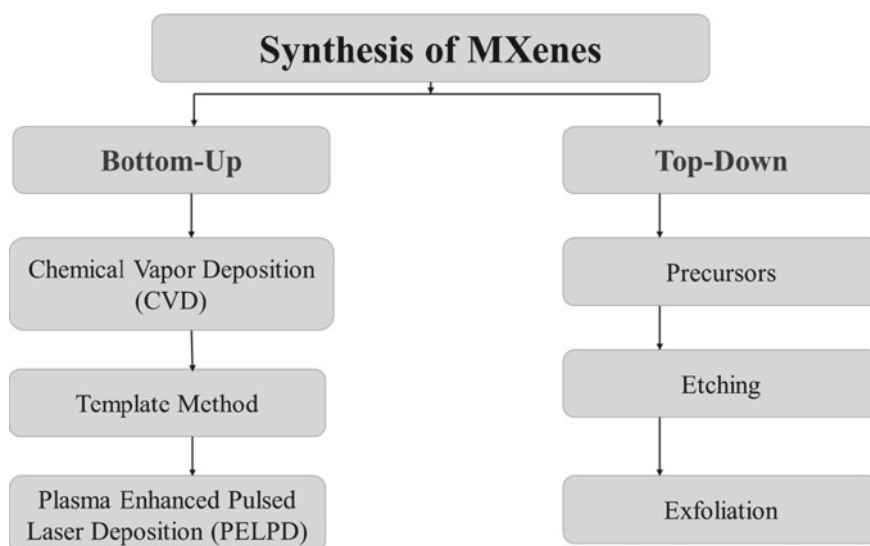 Synthesis of MXenes
Bottom-Up
Top-Down
Chemical Vapor Deposition
(CVD)
Precursors
Template Method
Etching
Plasma Enhanced Pulsed
Laser Deposition (PELPD)
Exfoliation